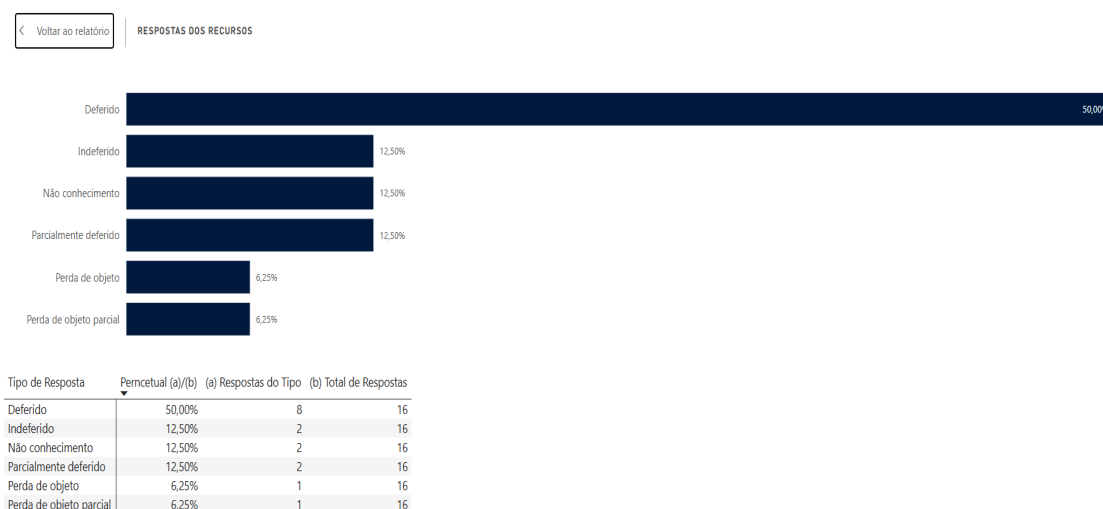 Voltar ao relatório RESPOSTAS DOS RECURSOS
Deferido 50,00%
Indeferido 12,50%
Não conhecimento 12,50%
Parcialmente deferido 12,50%
Perda de objeto 6,25%
Perda de objeto parcial 6,25%
Tipo de Resposta Perncetual (a)/(b) (a) Respostas do Tipo (b) Total de Respostas
Deferido 50,00% 8 16
Indeferido 12,50% 2 16
Não conhecimento 12,50% 2 16
Parcialmente deferido 12,50% 2 16
Perda de objeto 6,25% 1 16
Perda de objeto parcial 6,25% 1 16